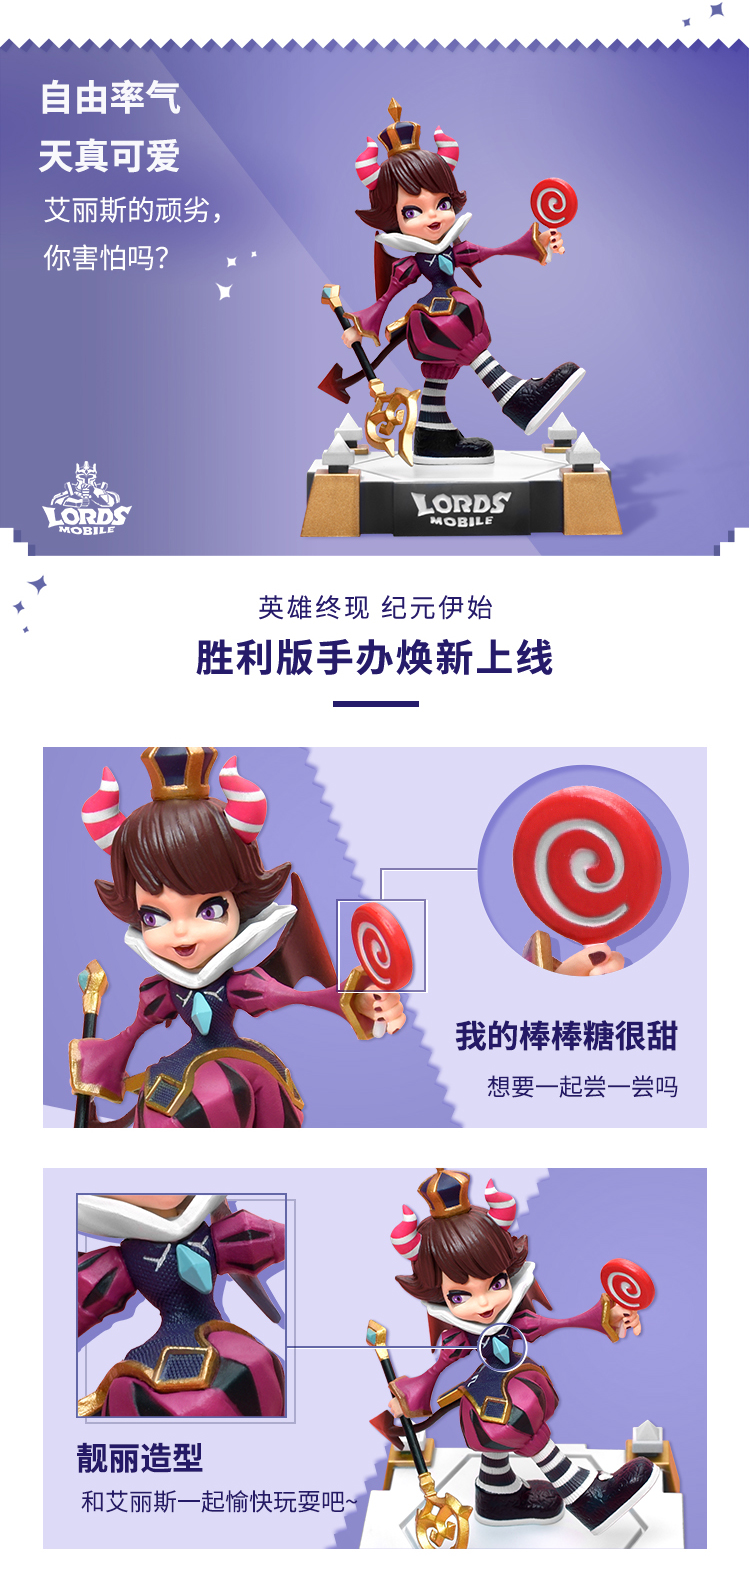 自由率气
天真可爱
艾丽斯的顽劣，
你害怕吗？
LORDS
MOBILE
LORDS
MOBILE
英雄终现 纪元伊始
胜利版手办焕新上线
我的棒棒糖很甜
想要一起尝一尝吗
靓丽造型
和艾丽斯一起愉快玩耍吧~